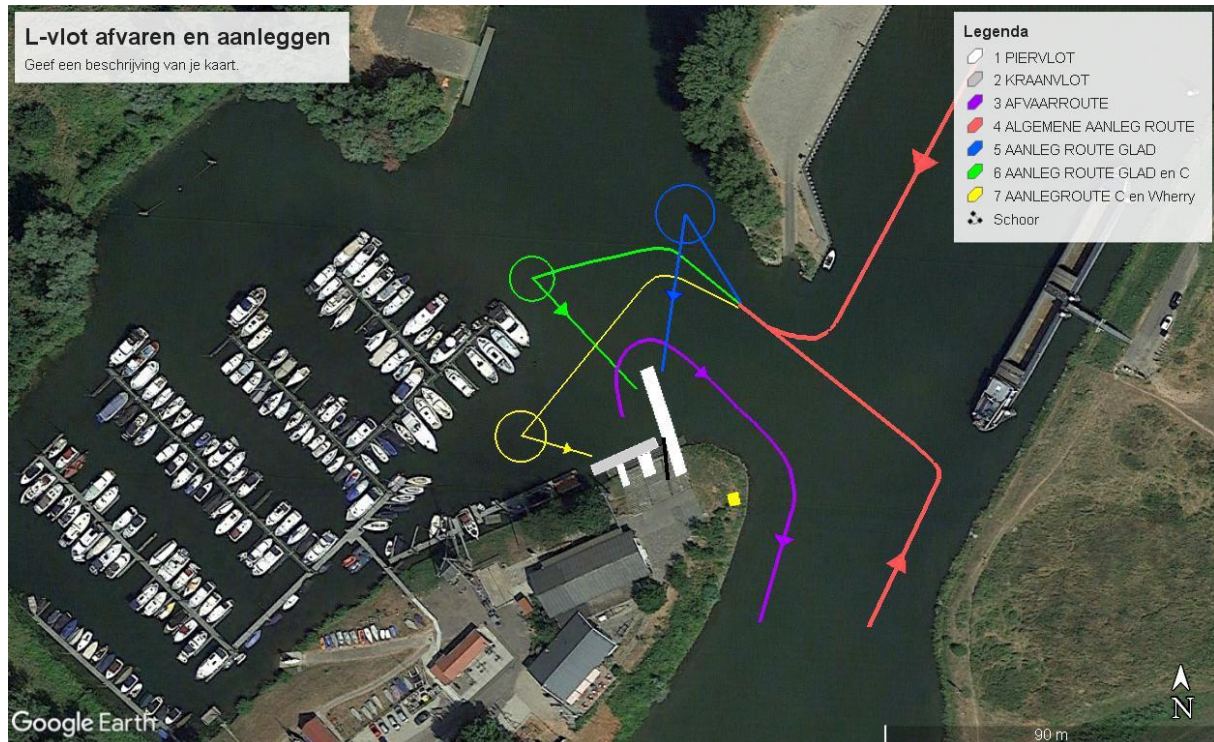 L-vlot afvaren en aanleggen
Geef een beschrijving van je kaart.
Legenda
1 PIERVLOT
2 KRAANVLOT
3 AFVAARROUTE
4 ALGEMENE AANLEG ROUTE
5 AANLEG ROUTE GLAD
6 AANLEG ROUTE GLAD en C
7 AANLEGROUTE C en Wherry
Schoor
N
Google Earth
90 m